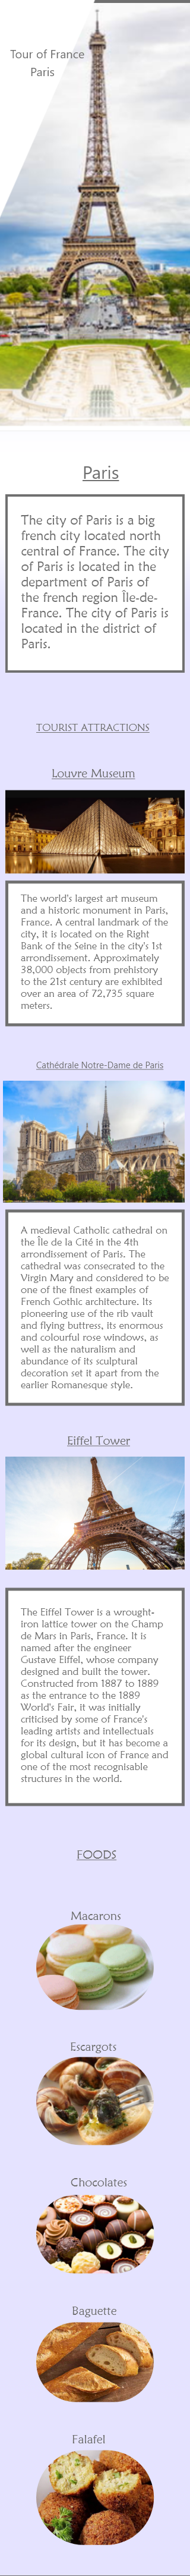 Tour of France
Paris
Paris
The city of Paris is a big
french city located north
central of France. The city
of Paris is located in the
department of Paris of
the french region Île-de-
France. The city of Paris is
located in the district of
Paris.
TOURIST ATTRACTIONS
Louvre Museum
The world's largest art museum
and a historic monument in Paris,
France. A central landmark of the
city, it is located on the Right
Bank of the Seine in the city's 1st
arrondissement. Approximately
38,000 objects from prehistory
to the 21st century are exhibited
over an area of 72,735 square
meters.
Cathédrale Notre-Dame de Paris
A medieval Catholic cathedral on
the Île de la Cité in the 4th
arrondissement of Paris. The
cathedral was consecrated to the
Virgin Mary and considered to be
one of the finest examples of
French Gothic architecture. Its
pioneering use of the rib vault
and flying buttress, its enormous
and colourful rose windows, as
well as the naturalism and
abundance of its sculptural
decoration set it apart from the
earlier Romanesque style.
Eiffel Tower
The Eiffel Tower is a wrought-
iron lattice tower on the Champ
de Mars in Paris, France. It is
named after the engineer
Gustave Eiffel, whose company
designed and built the tower.
Constructed from 1887 to 1889
as the entrance to the 1889
World's Fair, it was initially
criticised by some of France's
leading artists and intellectuals
for its design, but it has become a
global cultural icon of France and
one of the most recognisable
structures in the world.
FOODS
Macarons
Escargots
Chocolates
Baguette
Falafel